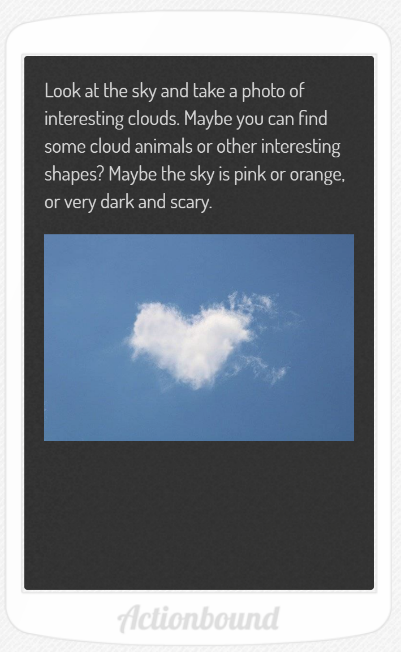 Look at the sky and take a photo of
interesting clouds. Maybe you can find
some cloud animals or other interesting
shapes? Maybe the sky is pink or orange,
or very dark and scary.
Actionbound